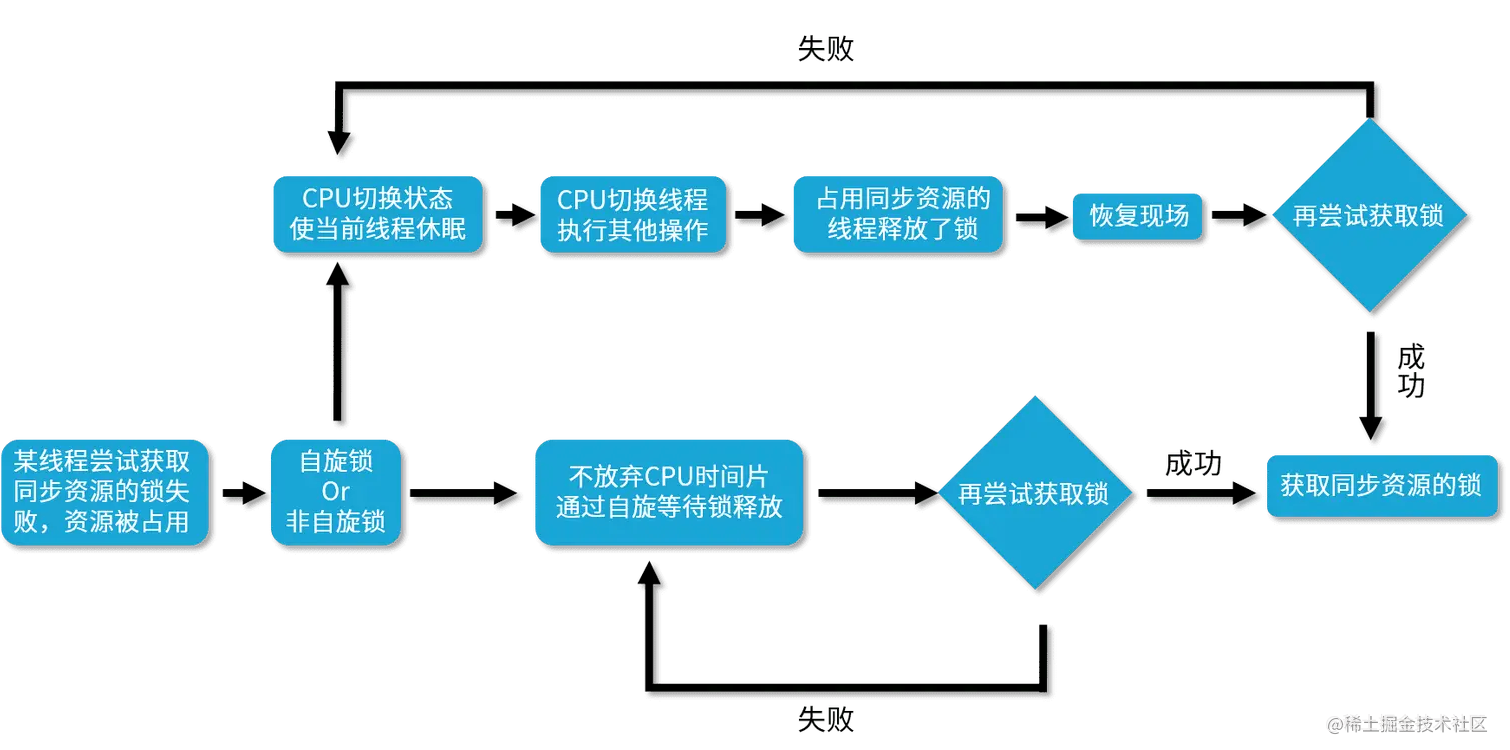 失败
CPU切换状态
使当前线程休眠
CPU切换线程
执行其他操作
占用同步资源的
线程释放了锁
恢复现场
再尝试获取锁
成
功
某线程尝试获取
同步资源的锁失
败，资源被占用
自旋锁
Or
非自旋锁
不放弃CPU时间片
通过自旋等待锁释放
再尝试获取锁
成功
获取同步资源的锁
失败
@稀土掘金技术社区